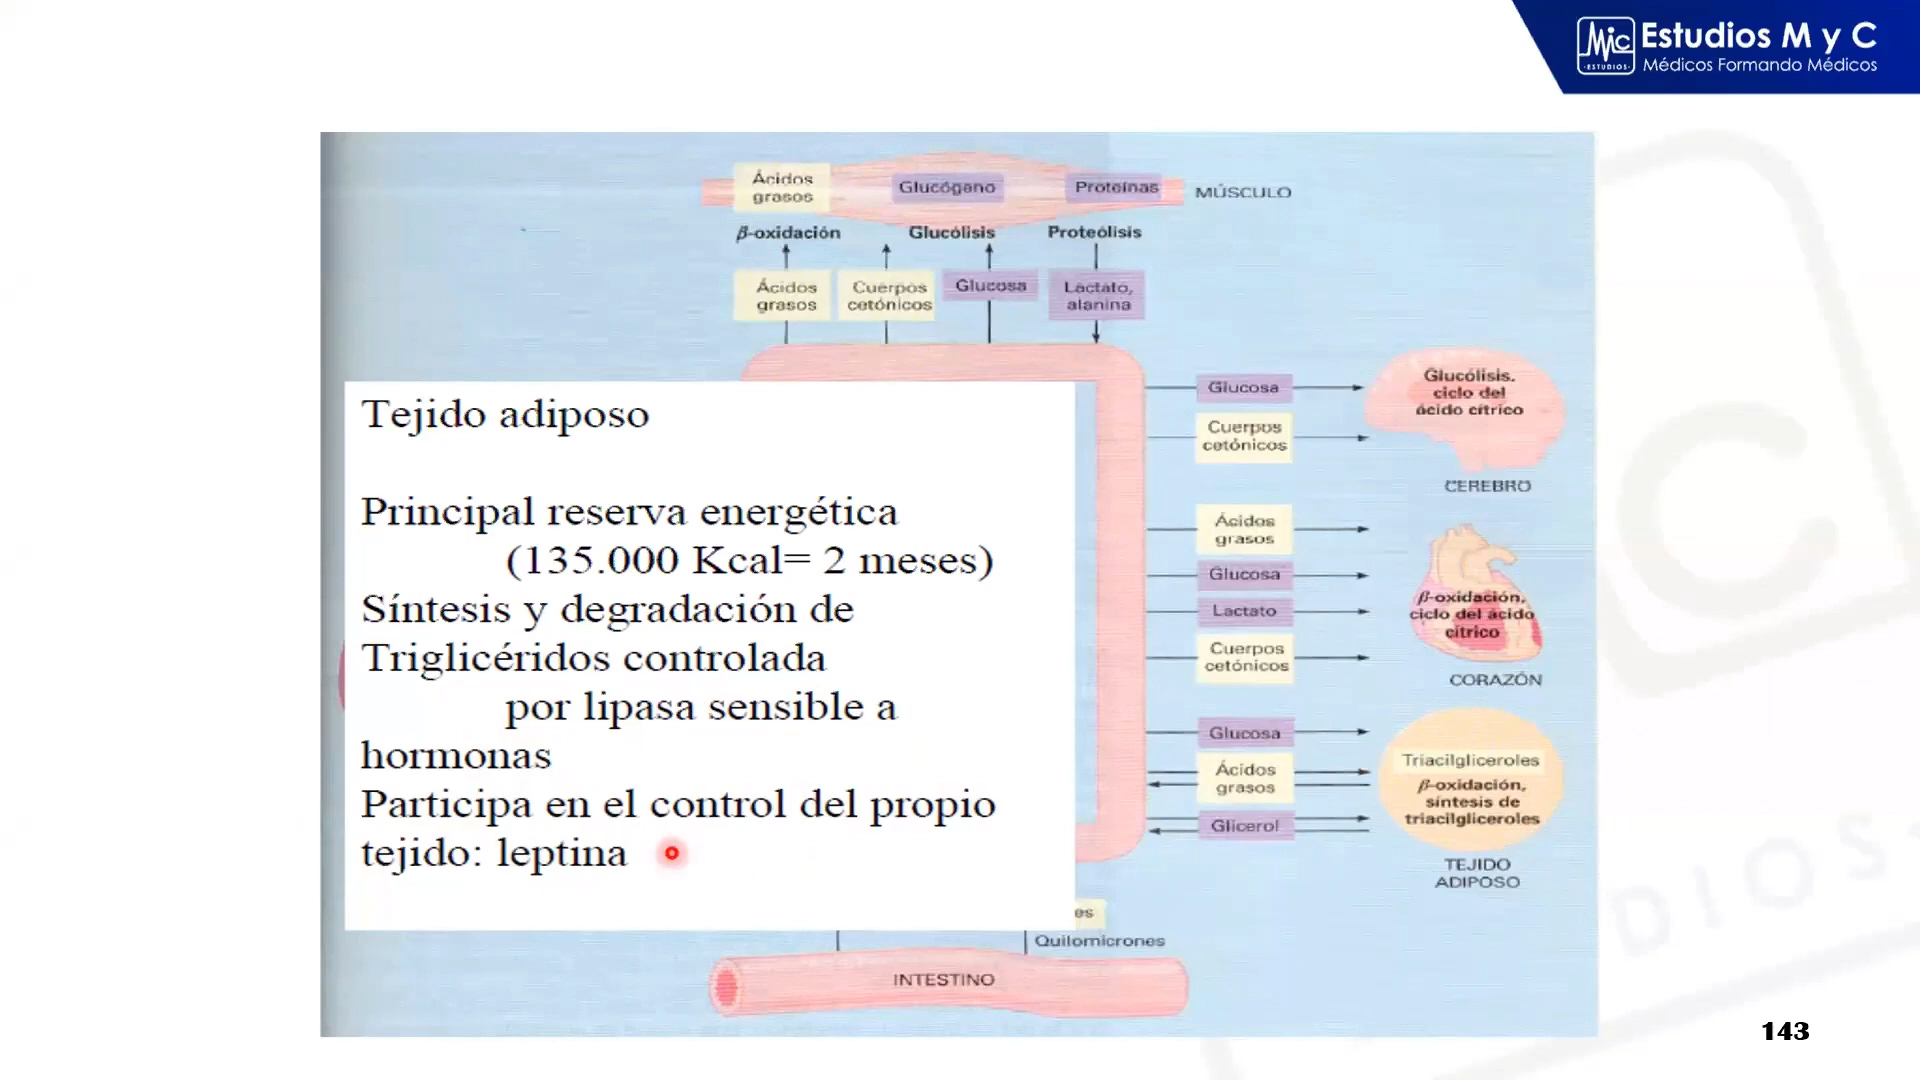 Estudios M y C
Médicos Formando Médicos
MIC
·ESTUDIOS·
Ácidos
grasos
Glucógeno
Proteínas
MÚSCULO
β-oxidación
Glucólisis
Proteólisis
Ácidos
grasos
Cuerpos
cetónicos
Glucosa
Lactato,
alanina
Tejido adiposo
Principal reserva energética
(135.000 Kcal= 2 meses)
Síntesis y degradación de
Triglicéridos controlada
por lipasa sensible a
hormonas
Participa en el control del propio
tejido: leptina
Glucosa
Cuerpos
cetónicos
Glucólisis.
ciclo del
ácido cítrico
CEREBRO
Ácidos
grasos
Glucosa
Lactato
Cuerpos
cetónicos
β-oxidación,
ciclo del ácido
cítrico
CORAZÓN
Glucosa
Ácidos
grasos
Glicerol
Triacilgliceroles
β-oxidación,
síntesis de
triacilgliceroles
TEJIDO
ADIPOSO
es
Quilomicrones
INTESTINO
C
DIOS·
143